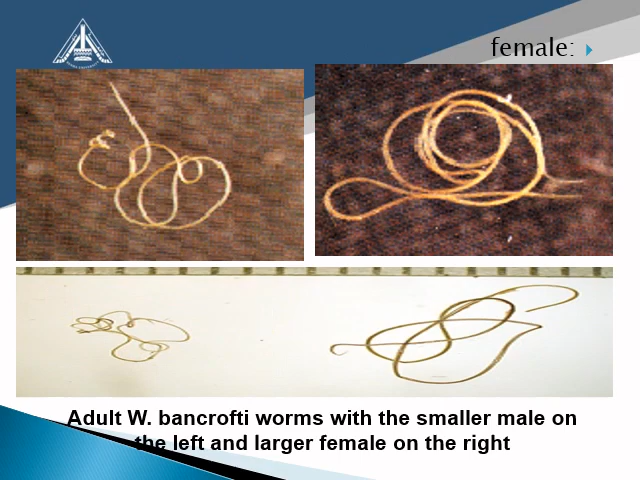 female:
Adult W. bancrofti worms with the smaller male on
the left and larger female on the right